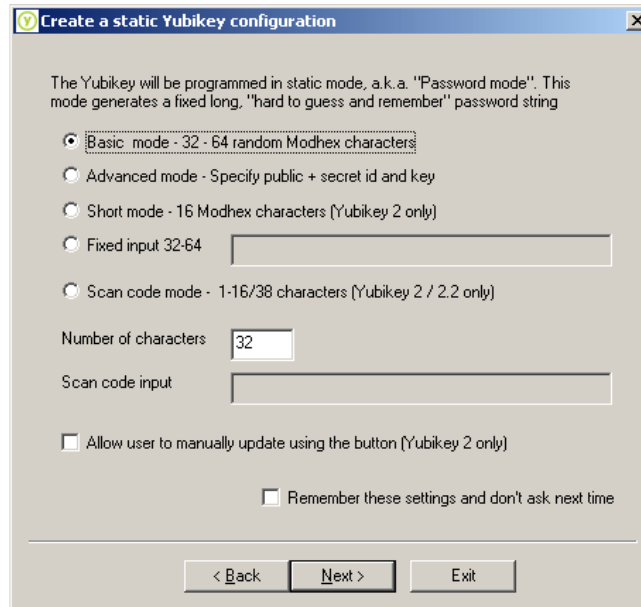 Create a static Yubikey configuration
The Yubikey will be programmed in static mode, a.k.a. "Password mode". This
mode generates a fixed long, "hard to guess and remember" password string
Basic mode - 32 - 64 random Modhex characters
Advanced mode - Specify public + secret id and key
Short mode - 16 Modhex characters (Yubikey 2 only)
Fixed input 32-64
Scan code mode - 1-16/38 characters (Yubikey 2 / 2.2 only)
Number of characters 32
Scan code input
Allow user to manually update using the button (Yubikey 2 only)
Remember these settings and don't ask next time
< Back Next > Exit